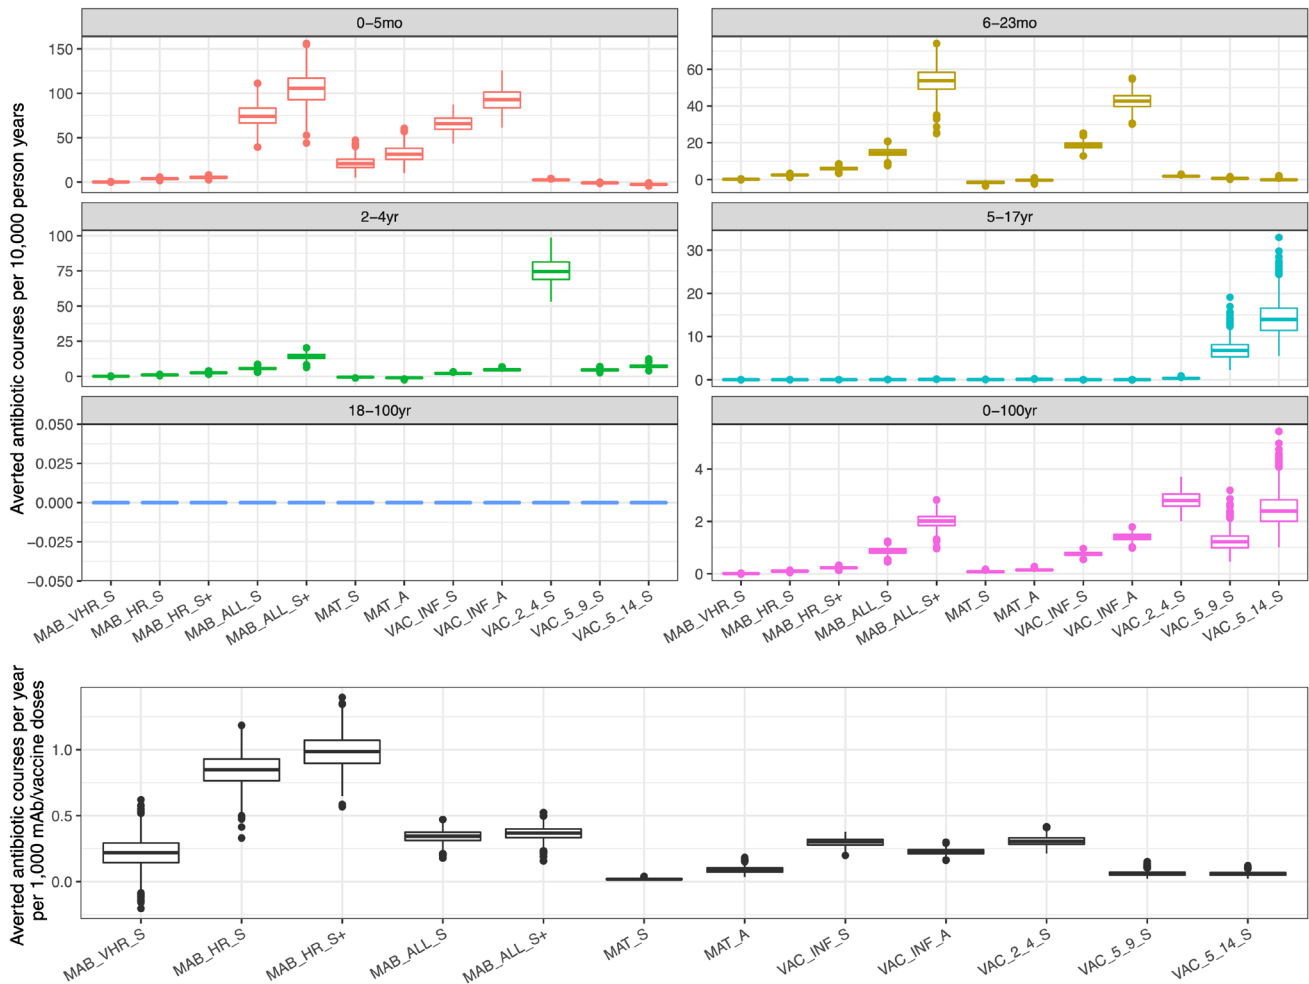 0−5mo
6−23mo
Averted antibiotic courses per 10,000 person years
150
100
50
0
60
40
20
0
2−4yr
5−17yr
100
75
50
25
0
30
20
10
0
18−100yr
0−100yr
0.050
0.025
0.000
−0.025
−0.050
4
2
0
MAB_VHR_S
MAB_HR_S
MAB_HR_S+
MAB_ALL_S
MAB_ALL_S+
MAT_S
MAT_A
VAC_INF_S
VAC_INF_A
VAC_2_4_S
VAC_5_9_S
VAC_5_14_S
MAB_VHR_S
MAB_HR_S
MAB_HR_S+
MAB_ALL_S
MAB_ALL_S+
MAT_S
MAT_A
VAC_INF_S
VAC_INF_A
VAC_2_4_S
VAC_5_9_S
VAC_5_14_S
Averted antibiotic courses per year
per 1,000 mAb/vaccine doses
1.0
0.5
0.0
MAB_VHR_S
MAB_HR_S
MAB_HR_S+
MAB_ALL_S
MAB_ALL_S+
MAT_S
MAT_A
VAC_INF_S
VAC_INF_A
VAC_2_4_S
VAC_5_9_S
VAC_5_14_S